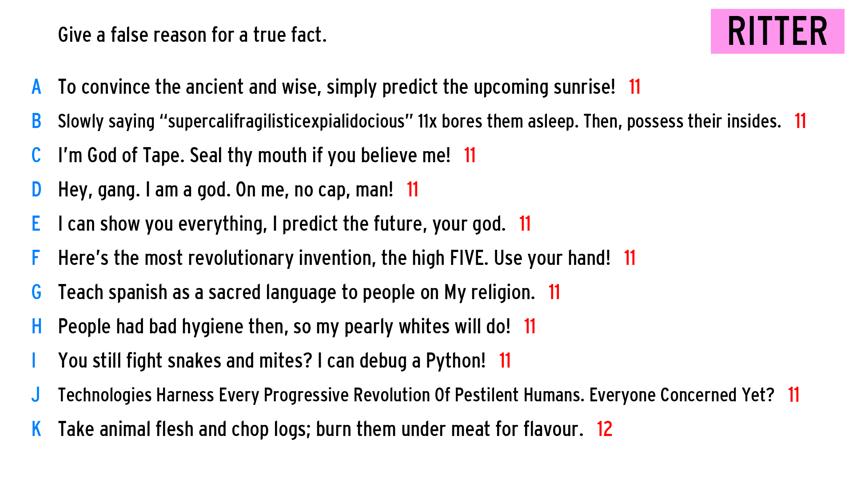 Give a false reason for a true fact.
RITTER
A To convince the ancient and wise, simply predict the upcoming sunrise! 11
B Slowly saying “supercalifragilisticexpialidocious” 11x bores them asleep. Then, possess their insides. 11
C I’m God of Tape. Seal thy mouth if you believe me! 11
D Hey, gang. I am a god. On me, no cap, man! 11
E I can show you everything, I predict the future, your god. 11
F Here’s the most revolutionary invention, the high FIVE. Use your hand! 11
G Teach spanish as a sacred language to people on My religion. 11
H People had bad hygiene then, so my pearly whites will do! 11
I You still fight snakes and mites? I can debug a Python! 11
J Technologies Harness Every Progressive Revolution Of Pestilent Humans. Everyone Concerned Yet? 11
K Take animal flesh and chop logs; burn them under meat for flavour. 12